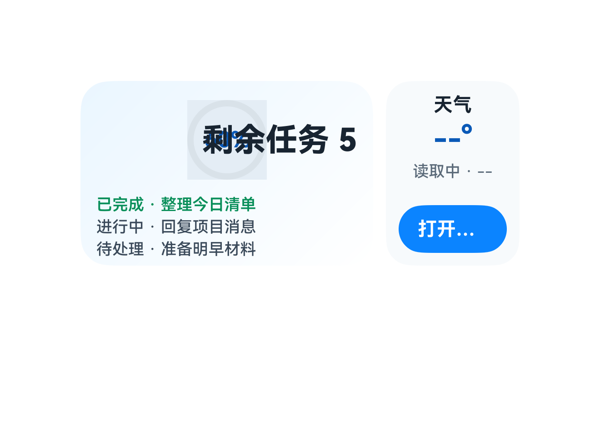 剩余任务 5
已完成 · 整理今日清单
进行中 · 回复项目消息
待处理 · 准备明早材料
天气
--°
读取中 · --
打开...